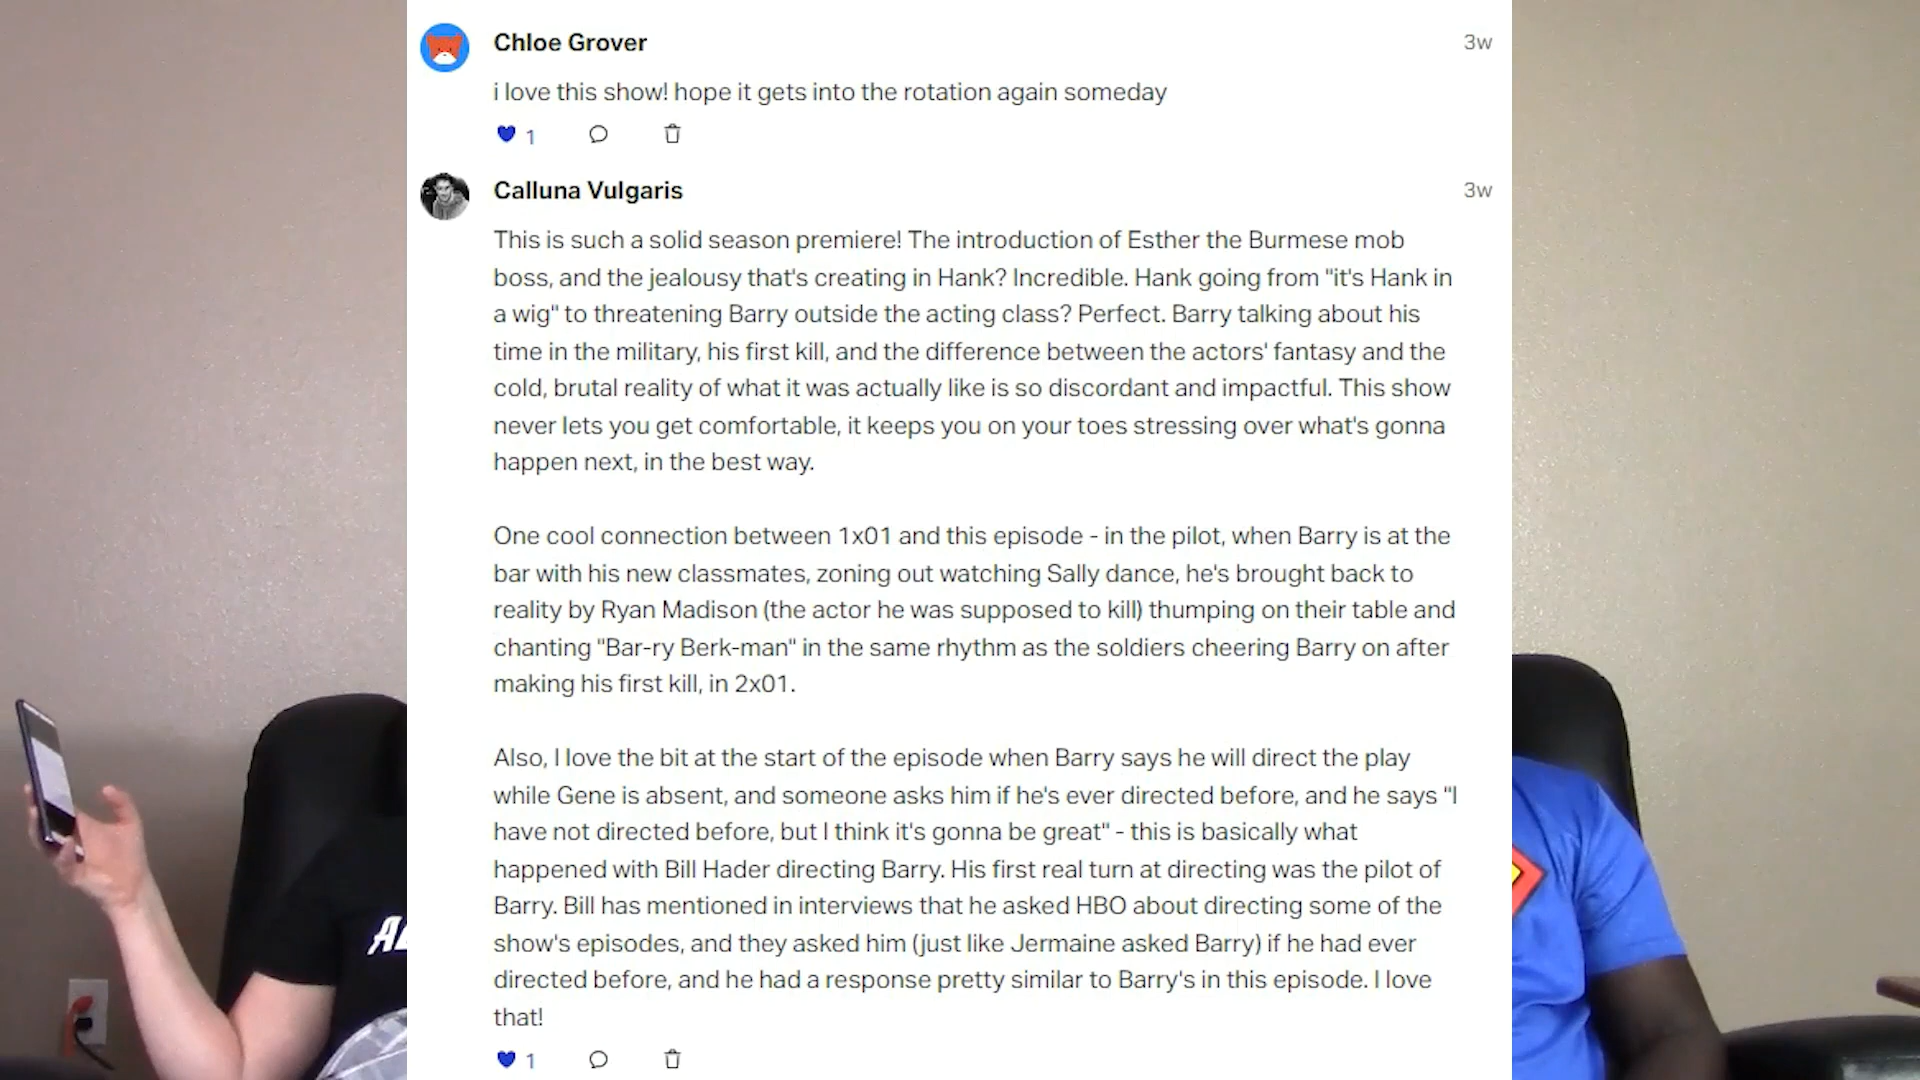 Chloe Grover
3w
i love this show! hope it gets into the rotation again someday
1
Calluna Vulgaris
3w
This is such a solid season premiere! The introduction of Esther the Burmese mob
boss, and the jealousy that's creating in Hank? Incredible. Hank going from "it's Hank in
a wig" to threatening Barry outside the acting class? Perfect. Barry talking about his
time in the military, his first kill, and the difference between the actors' fantasy and the
cold, brutal reality of what it was actually like is so discordant and impactful. This show
never lets you get comfortable, it keeps you on your toes stressing over what's gonna
happen next, in the best way.
One cool connection between 1x01 and this episode - in the pilot, when Barry is at the
bar with his new classmates, zoning out watching Sally dance, he's brought back to
reality by Ryan Madison (the actor he was supposed to kill) thumping on their table and
chanting "Bar-ry Berk-man" in the same rhythm as the soldiers cheering Barry on after
making his first kill, in 2x01.
Also, I love the bit at the start of the episode when Barry says he will direct the play
while Gene is absent, and someone asks him if he's ever directed before, and he says "I
have not directed before, but I think it's gonna be great" - this is basically what
happened with Bill Hader directing Barry. His first real turn at directing was the pilot of
Barry. Bill has mentioned in interviews that he asked HBO about directing some of the
show's episodes, and they asked him (just like Jermaine asked Barry) if he had ever
directed before, and he had a response pretty similar to Barry's in this episode. I love
that!
1